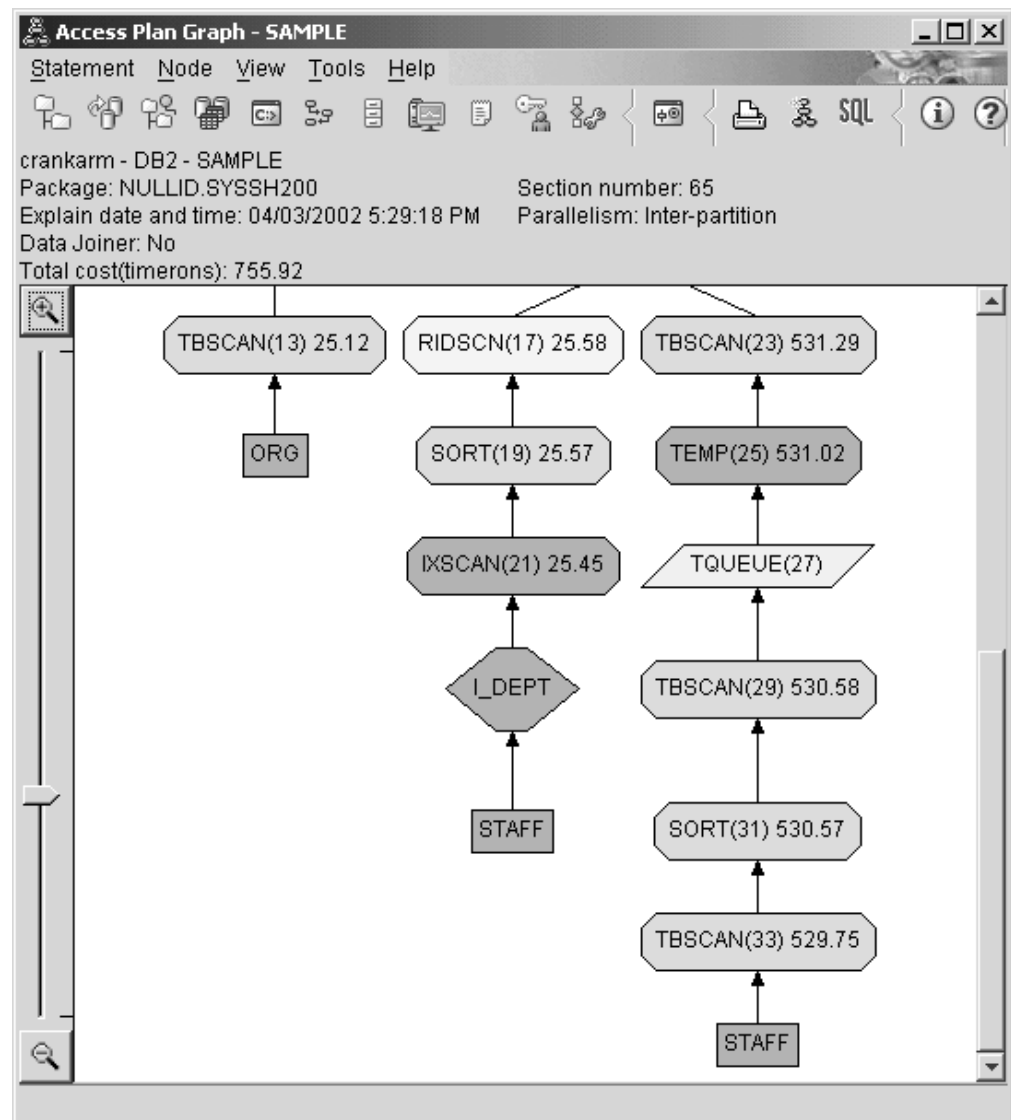 Access Plan Graph - SAMPLE
Statement Node View Tools Help
C:>
SQL
i ?
crankarm - DB2 - SAMPLE
Package: NULLID.SYSSH200 Section number: 65
Explain date and time: 04/03/2002 5:29:18 PM Parallelism: Inter-partition
Data Joiner: No
Total cost(timerons): 755.92
TBSCAN(13) 25.12 RIDSCN(17) 25.58 TBSCAN(23) 531.29
ORG SORT(19) 25.57 TEMP(25) 531.02
IXSCAN(21) 25.45 TQUEUE(27)
I_DEPT TBSCAN(29) 530.58
STAFF SORT(31) 530.57
TBSCAN(33) 529.75
STAFF